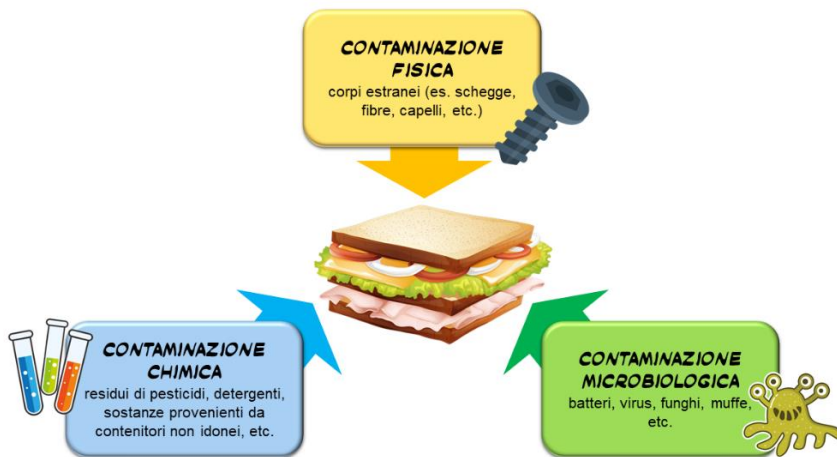 CONTAMINAZIONE
FISICA
corpi estranei (es. schegge,
fibre, capelli, etc.)
CONTAMINAZIONE
CHIMICA
residui di pesticidi, detergenti,
sostanze provenienti da
contenitori non idonei, etc.
CONTAMINAZIONE
MICROBIOLOGICA
batteri, virus, funghi, muffe,
etc.